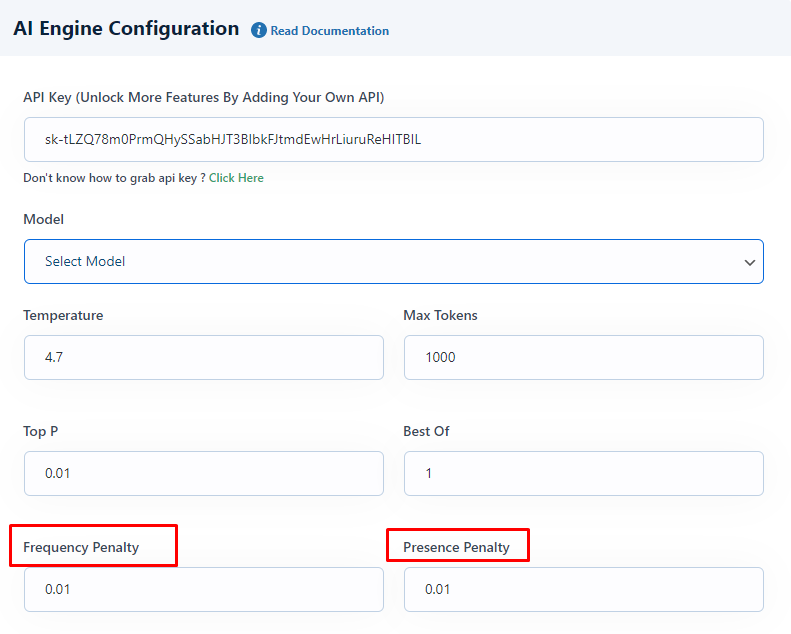 AI Engine Configuration
i Read Documentation
API Key (Unlock More Features By Adding Your Own API)
Don't know how to grab api key ? Click Here
Model
Select Model
Temperature
Max Tokens
4.7
1000
Top P
Best Of
0.01
1
Frequency Penalty
Presence Penalty
0.01
0.01